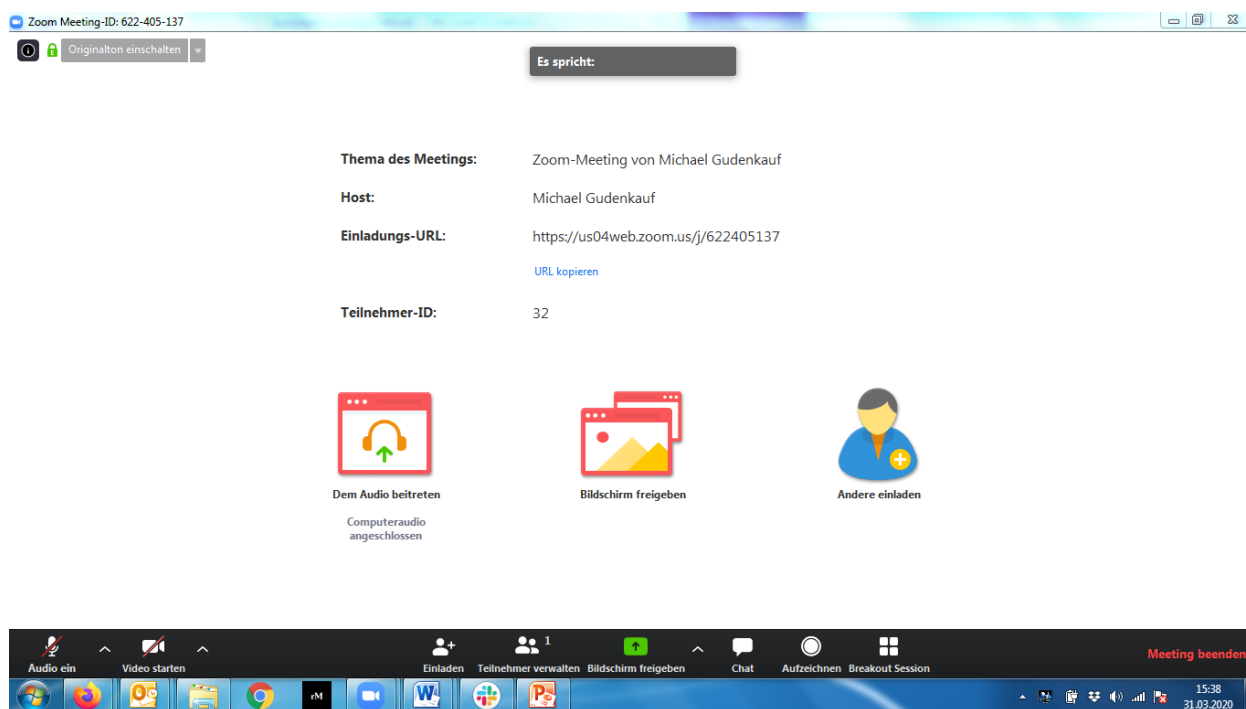 Zoom Meeting-ID: 622-405-137
Originalton einschalten
Es spricht:
Thema des Meetings: Zoom-Meeting von Michael Gudenkauf
Host: Michael Gudenkauf
Einladungs-URL: https://us04web.zoom.us/j/622405137
URL kopieren
Teilnehmer-ID: 32
Dem Audio beitreten Bildschirm freigeben Andere einladen
Computeraudio
angeschlossen
1
Audio ein Video starten Einladen Teilnehmer verwalten Bildschirm freigeben Chat Aufzeichnen Breakout Session Meeting beenden
rM
15:38
31.03.2020